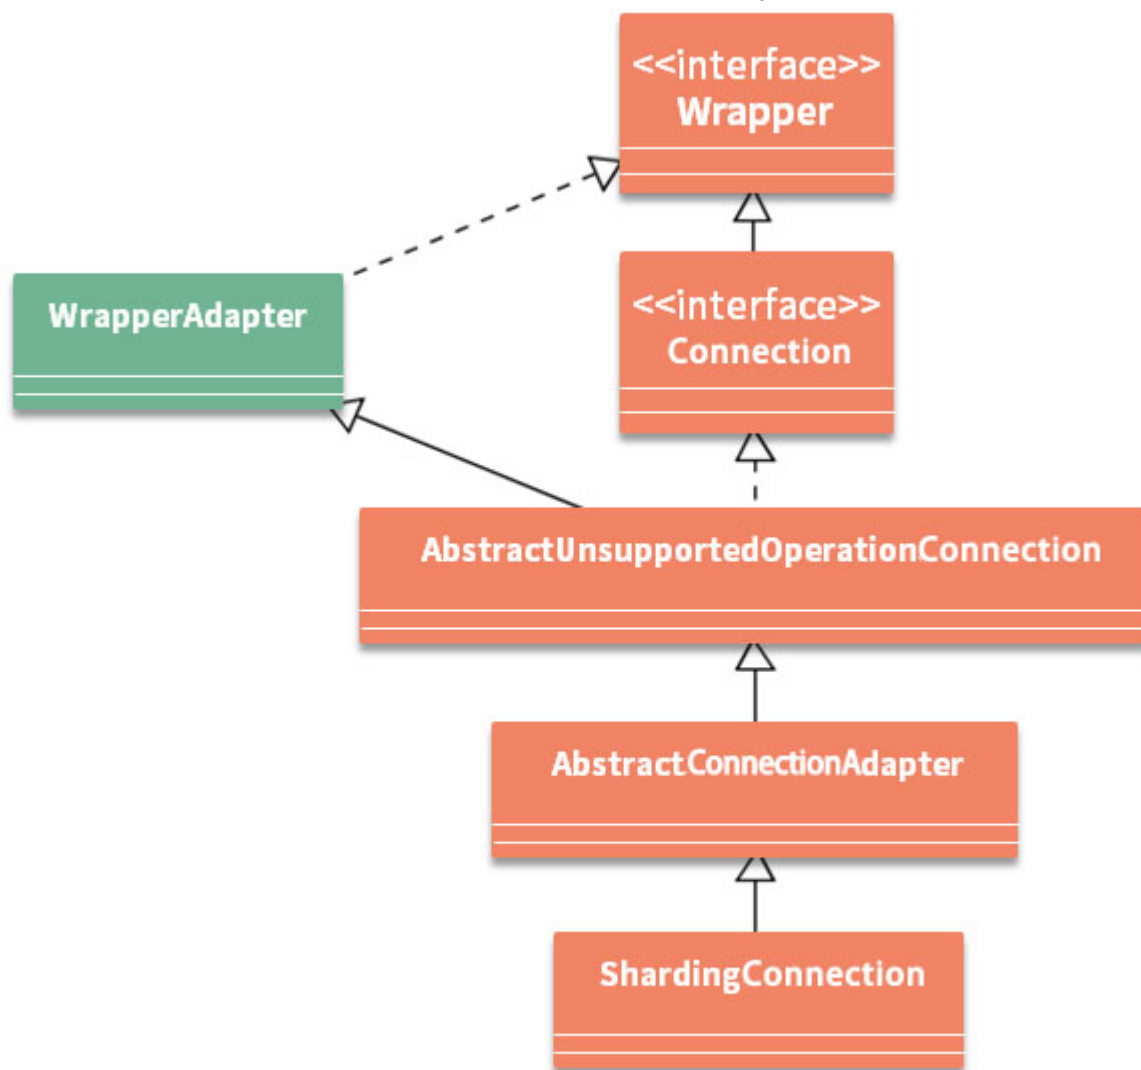 <<interface>>
Wrapper
WrapperAdapter
<<interface>>
Connection
AbstractUnsupportedOperationConnection
AbstractConnectionAdapter
ShardingConnection